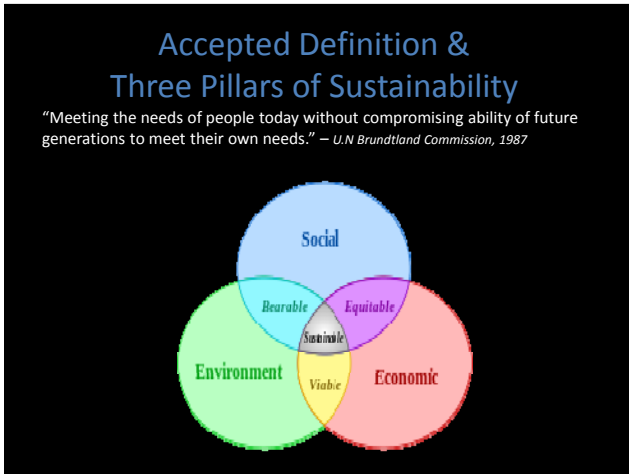 Accepted Definition &
Three Pillars of Sustainability
“Meeting the needs of people today without compromising ability of future
generations to meet their own needs.” – U.N Brundtland Commission, 1987
Social
Bearable
Equitable
Sustainable
Environment
Viable
Economic